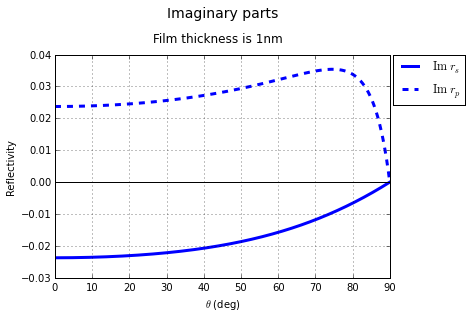 Imaginary parts
Film thickness is 1nm
0.04
0.03
0.02
0.01
0.00
−0.01
−0.02
−0.03
Reflectivity
0 10 20 30 40 50 60 70 80 90
θ (deg)
Im r_s
Im r_p